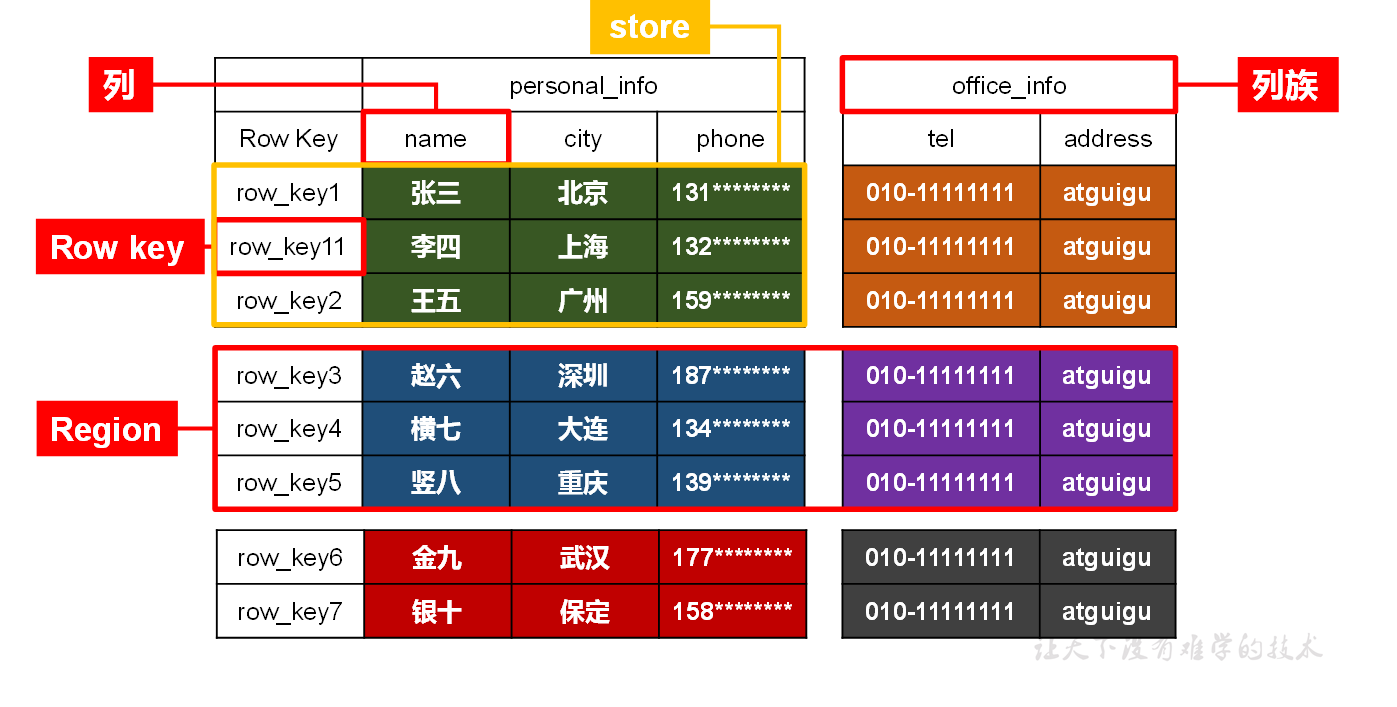 store
列 personal_info office_info 列族
Row Key name city phone tel address
row_key1 张三 北京 131******** 010-11111111 atguigu
Row key row_key11 李四 上海 132******** 010-11111111 atguigu
row_key2 王五 广州 159******** 010-11111111 atguigu
row_key3 赵六 深圳 187******** 010-11111111 atguigu
Region row_key4 横七 大连 134******** 010-11111111 atguigu
row_key5 竖八 重庆 139******** 010-11111111 atguigu
row_key6 金九 武汉 177******** 010-11111111 atguigu
row_key7 银十 保定 158******** 010-11111111 atguigu
让天下没有难学的技术